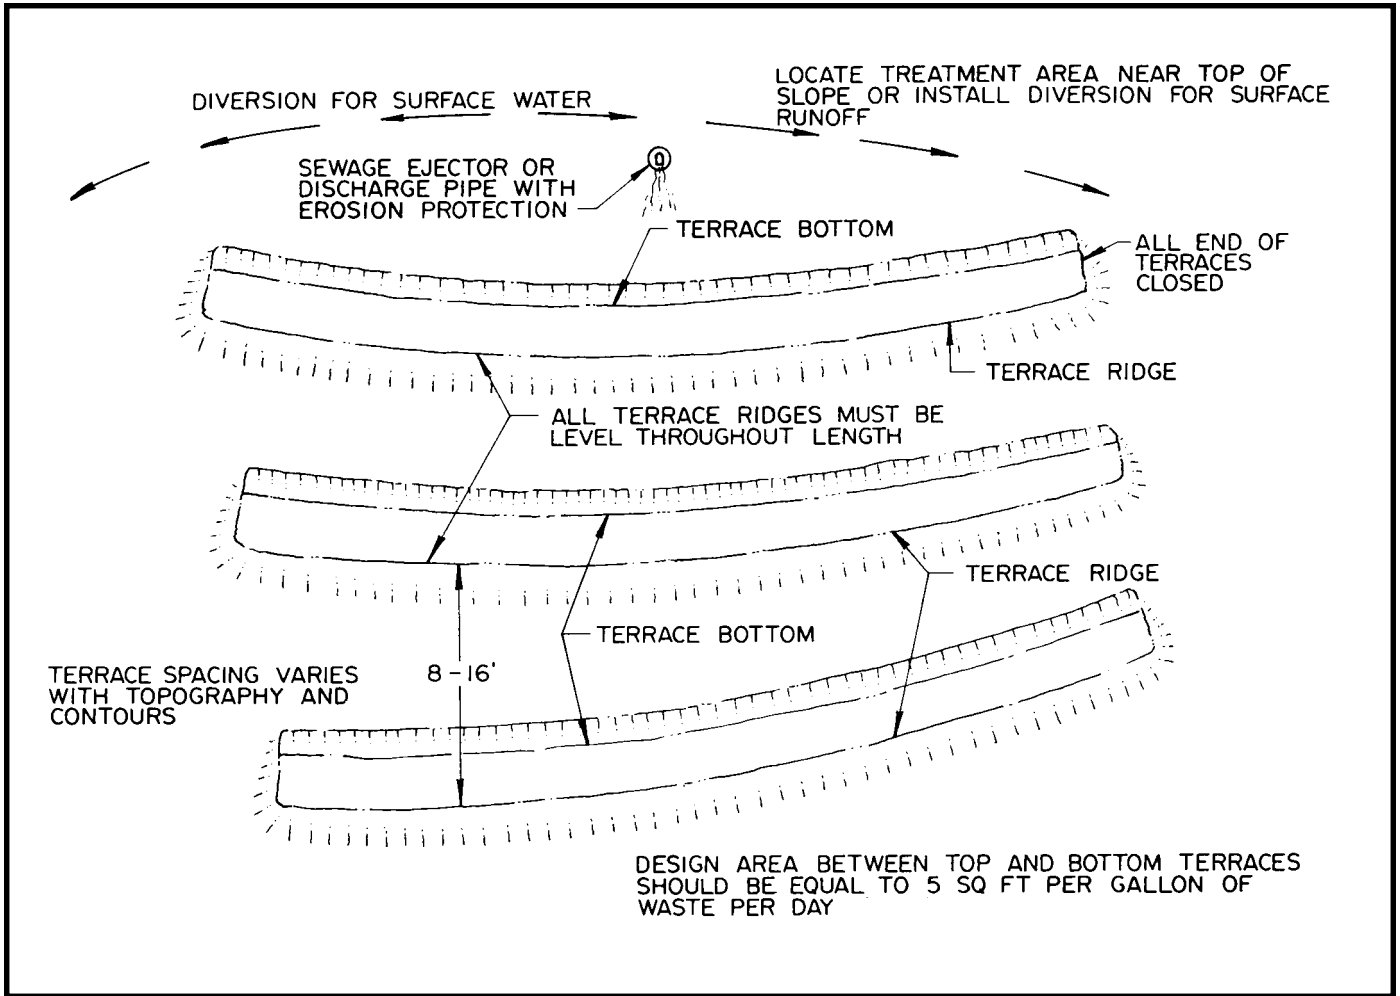 DIVERSION FOR SURFACE WATER
LOCATE TREATMENT AREA NEAR TOP OF
SLOPE OR INSTALL DIVERSION FOR SURFACE
RUNOFF
SEWAGE EJECTOR OR
DISCHARGE PIPE WITH
EROSION PROTECTION
TERRACE BOTTOM
ALL END OF
TERRACES
CLOSED
TERRACE RIDGE
ALL TERRACE RIDGES MUST BE
LEVEL THROUGHOUT LENGTH
TERRACE RIDGE
TERRACE BOTTOM
TERRACE SPACING VARIES
WITH TOPOGRAPHY AND
CONTOURS
8-16'
DESIGN AREA BETWEEN TOP AND BOTTOM TERRACES
SHOULD BE EQUAL TO 5 SQ FT PER GALLON OF
WASTE PER DAY